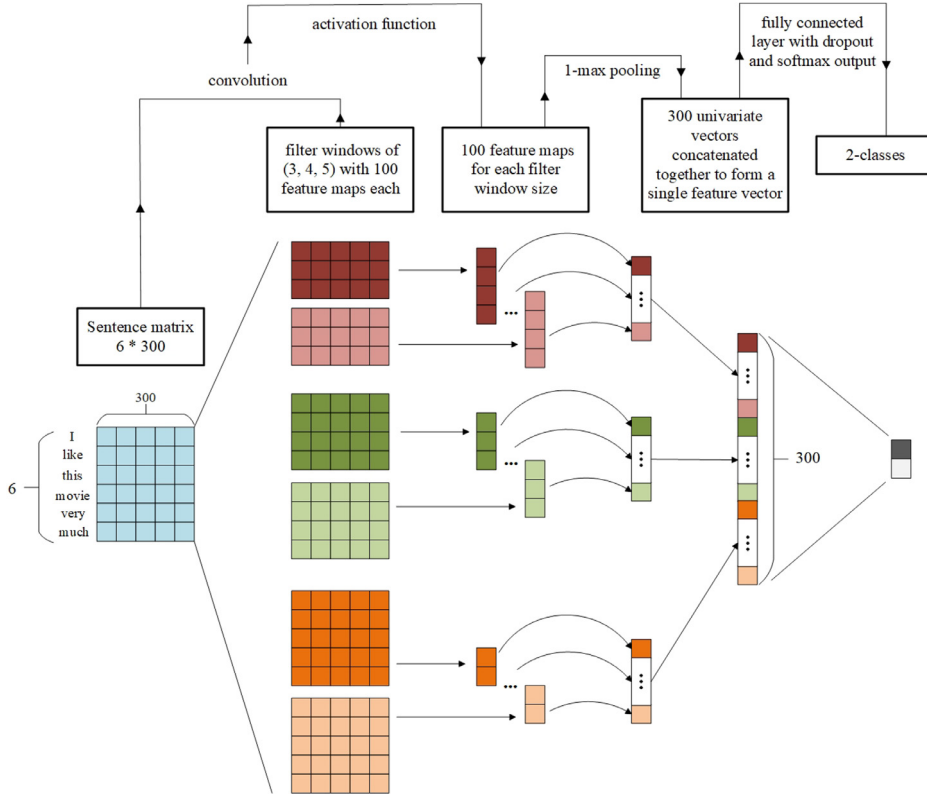 activation function
fully connected
layer with dropout
and softmax output
convolution
1-max pooling
filter windows of
(3, 4, 5) with 100
feature maps each
100 feature maps
for each filter
window size
300 univariate
vectors
concatenated
together to form a
single feature vector
2-classes
Sentence matrix
6 * 300
300
6
I
like
this
movie
very
much
...
...
...
300